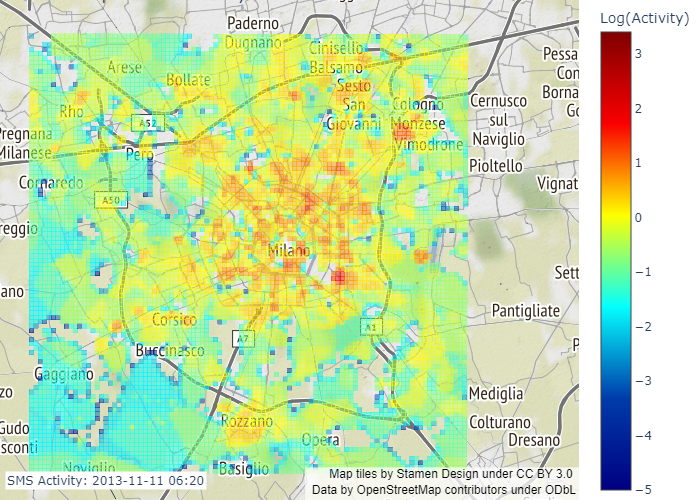 Log(Activity)
Paderno
Dugnano
Cinisello
Balsamo
Arese
Bollate
Sesto
San
Giovanni
Rho
Cologno
Monzese
Vimodrone
Cernusco
sul
Naviglio
Pioltello
Pessa
Con
Borna
Go
Vignat
A52
Pregnana
Milanese
Pero
Cornaredo
A50
reggio
Milano
ano
Sett
Pantigliate
P
Corsico
A7
A1
Buccinasco
Gaggiano
zo
Gudo
sconti
Mediglia
Colturano
Dresano
Rozzano
Opera
Noviglio
Basiglio
SMS Activity: 2013-11-11 06:20
Map tiles by Stamen Design under CC BY 3.0
Data by OpenStreetMap contributors under ODbL
3
2
1
0
−1
−2
−3
−4
−5